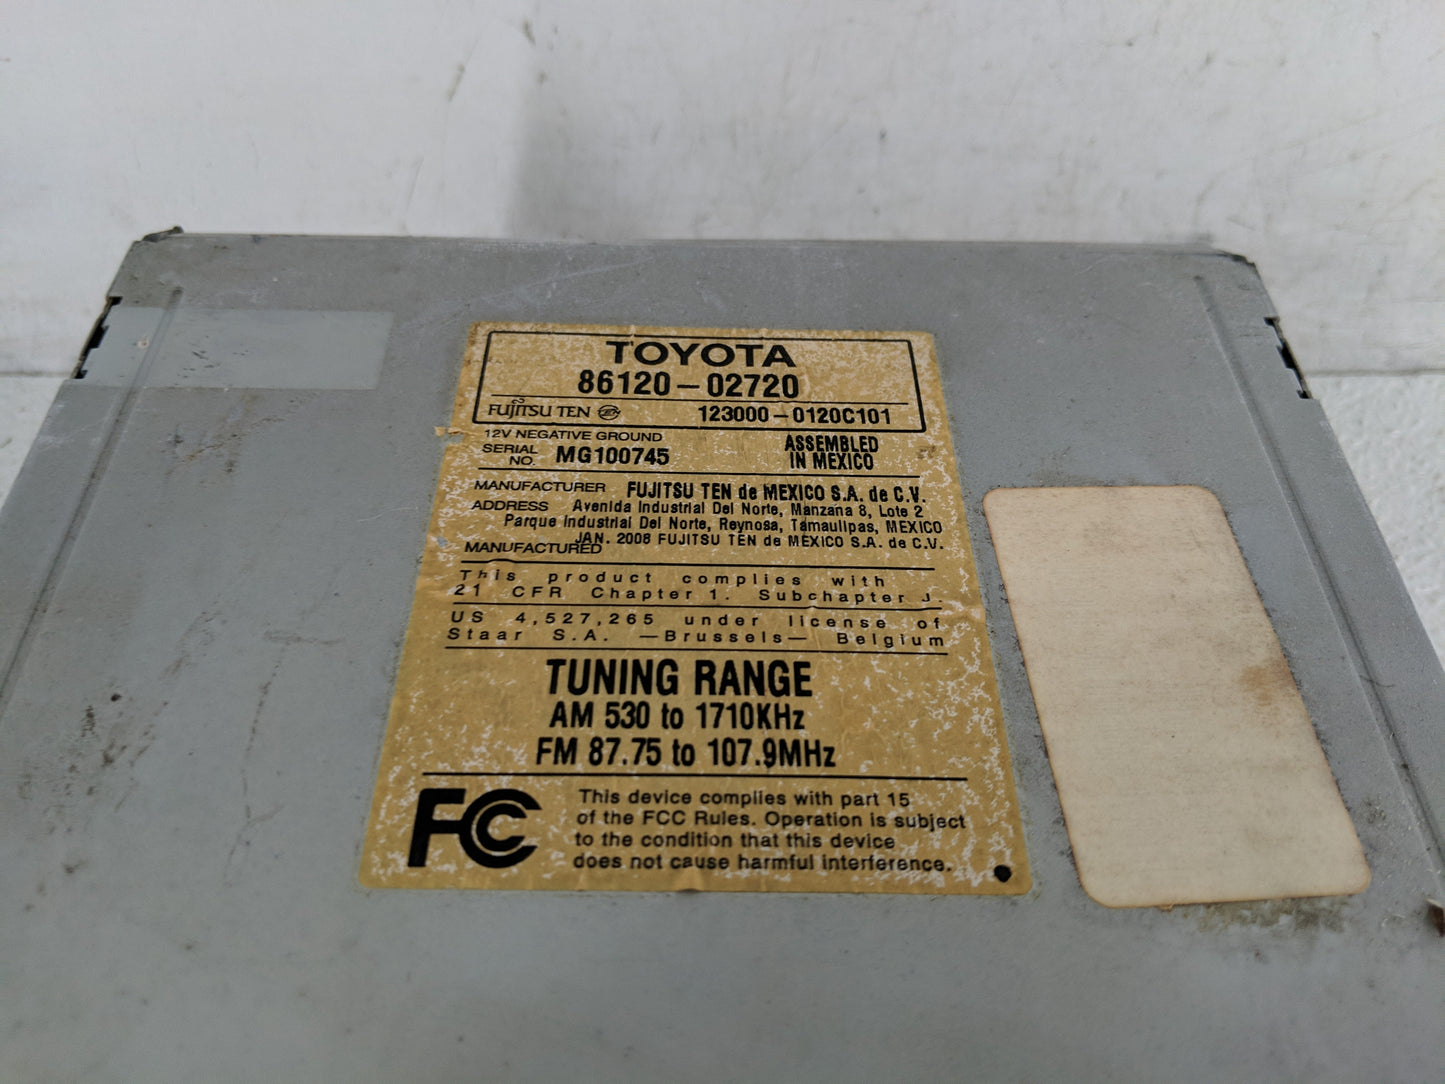 TOYOTA
86120-02720
FUJITSU TEN 123000-0120C101
12V NEGATIVE GROUND
SERIAL NO. MG100745
ASSEMBLED
IN MEXICO
MANUFACTURER FUJITSU TEN de MEXICO S.A. de C.V.
ADDRESS Avenida Industrial Del Norte, Manzana 8, Lote 2
Parque Industrial Del Norte, Reynosa, Tamaulipas, MEXICO
JAN. 2008 FUJITSU TEN de MEXICO S.A. de C.V.
MANUFACTURED
This product complies with
21 CFR Chapter 1. Subchapter J.
US 4,527,265 under license of
Staar S.A. —Brussels— Belgium
TUNING RANGE
AM 530 to 1710KHz
FM 87.75 to 107.9MHz
FC
This device complies with part 15
of the FCC Rules. Operation is subject
to the condition that this device
does not cause harmful interference.